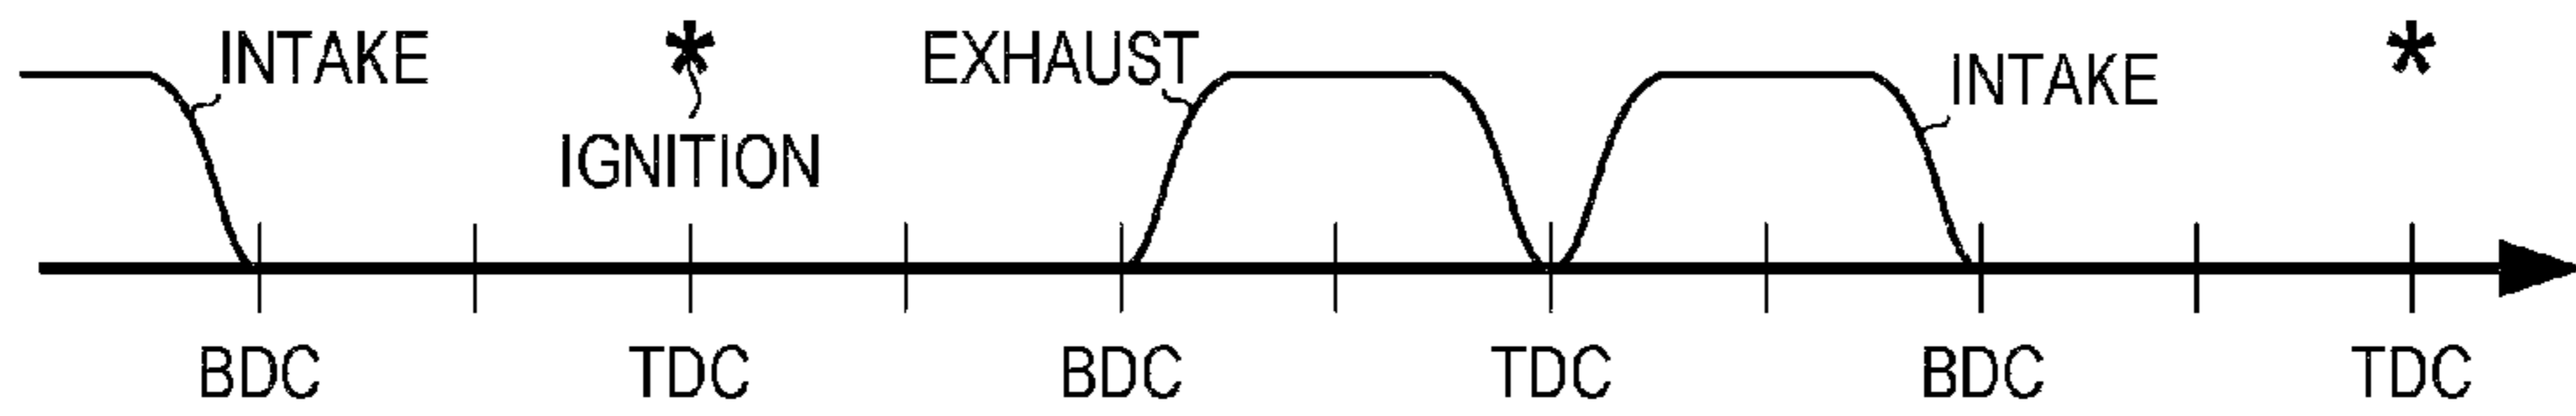 INTAKE
*
EXHAUST
INTAKE
*
IGNITION
BDC
TDC
BDC
TDC
BDC
TDC